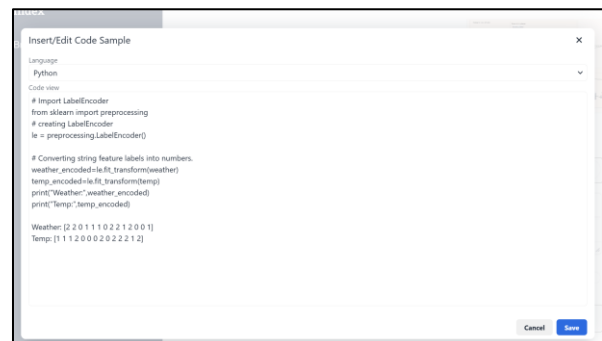 Index
Insert/Edit Code Sample
Language
Python
Code view
# Import LabelEncoder
from sklearn import preprocessing
# creating LabelEncoder
le = preprocessing.LabelEncoder()
# Converting string feature labels into numbers.
weather_encoded=le.fit_transform(weather)
temp_encoded=le.fit_transform(temp)
print("Weather:",weather_encoded)
print("Temp:",temp_encoded)
Weather: [2 2 0 1 1 1 0 2 2 1 2 0 0 1]
Temp: [1 1 1 2 0 0 0 2 0 2 2 2 1 2]
Cancel
Save